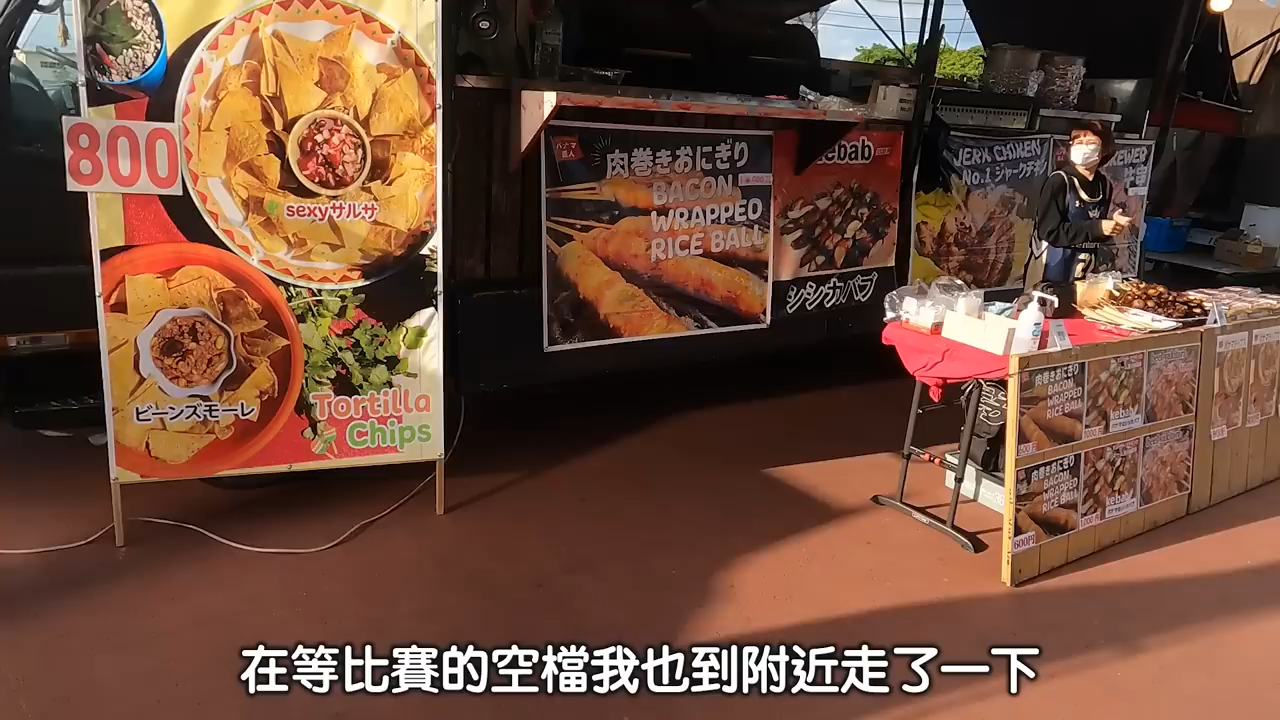 800
sexyサルサ
ビーンズモーレ
Tortilla
Chips
肉巻きおにぎり
BACON
WRAPPED
RICE BALL
kebab
シシカバブ
JERK CHIKEN
No.1 ジャークチキン
肉巻きおにぎり
BACON
WRAPPED
RICE BALL
kebab
肉巻きおにぎり
BACON
WRAPPED
RICE BALL
600円
kebab
在等比賽的空檔我也到附近走了一下